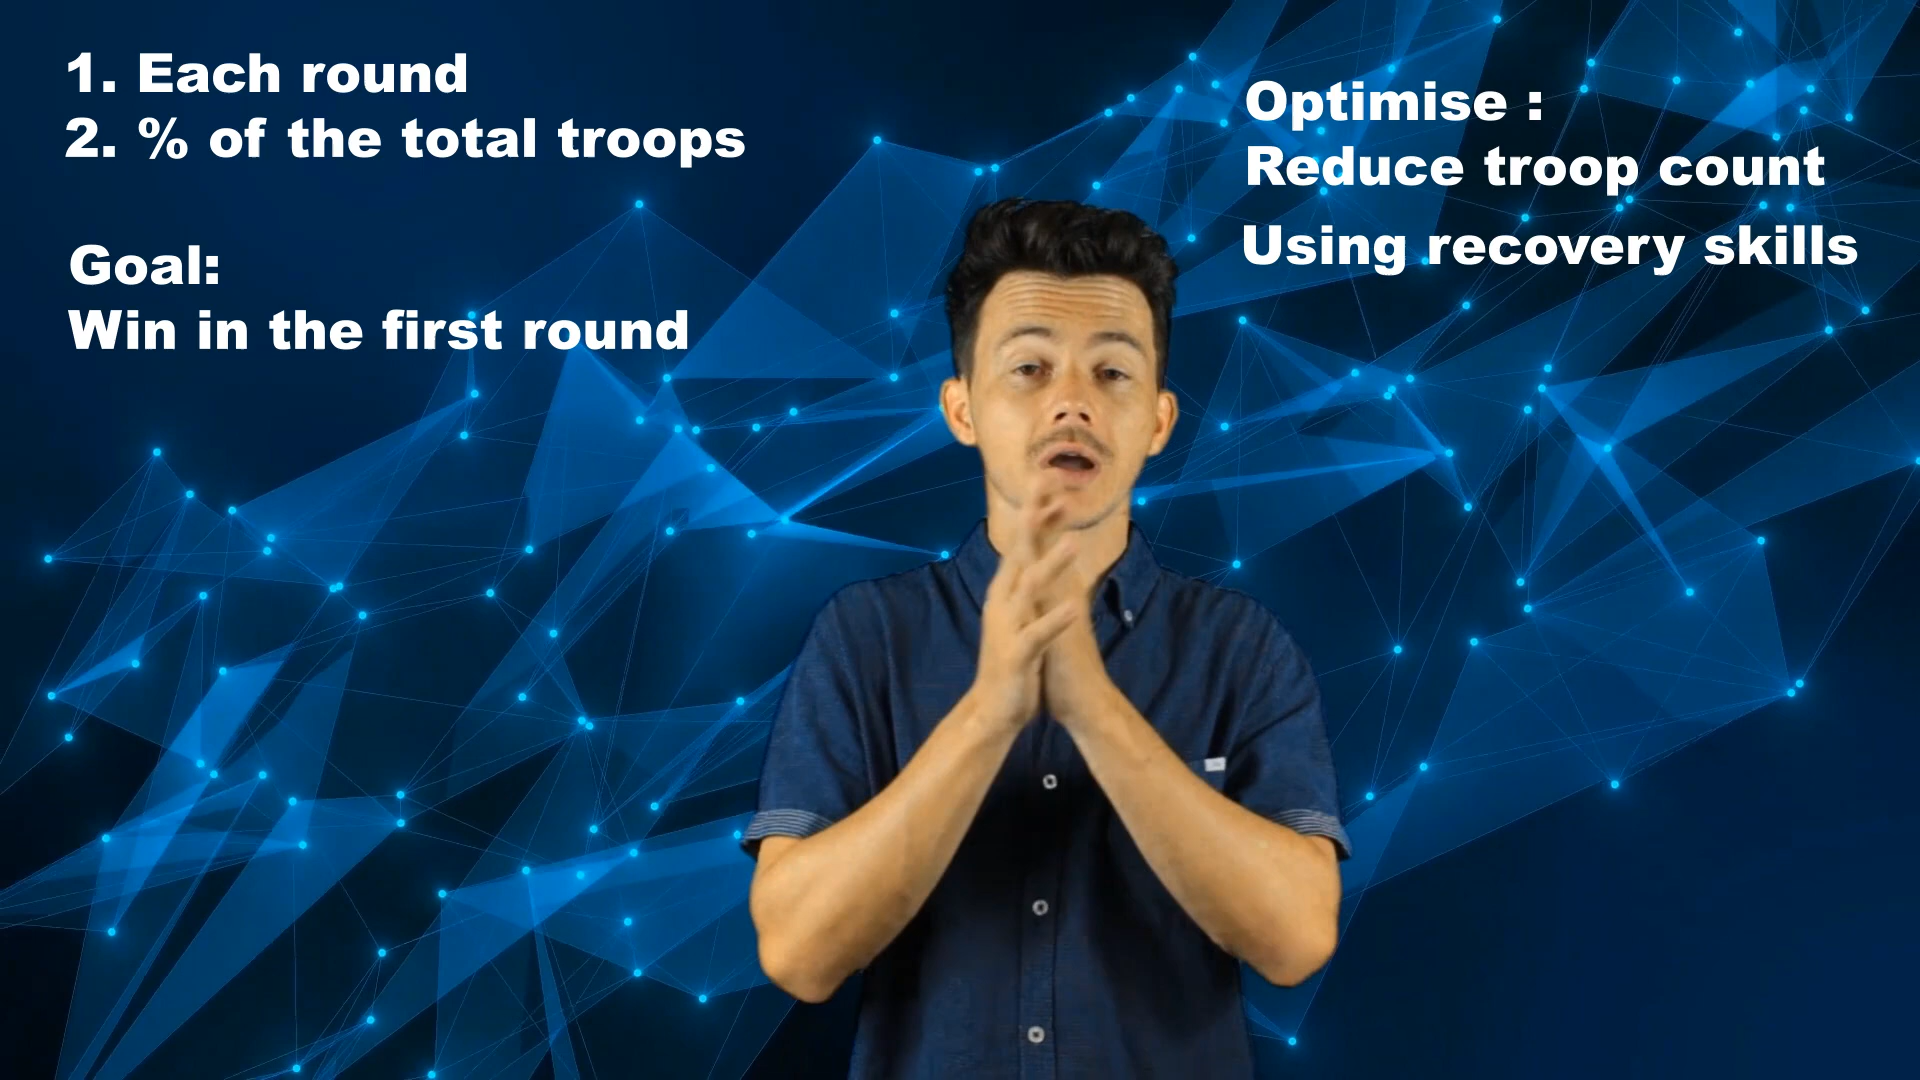 1. Each round
2. % of the total troops
Goal:
Win in the first round
Optimise :
Reduce troop count
Using recovery skills